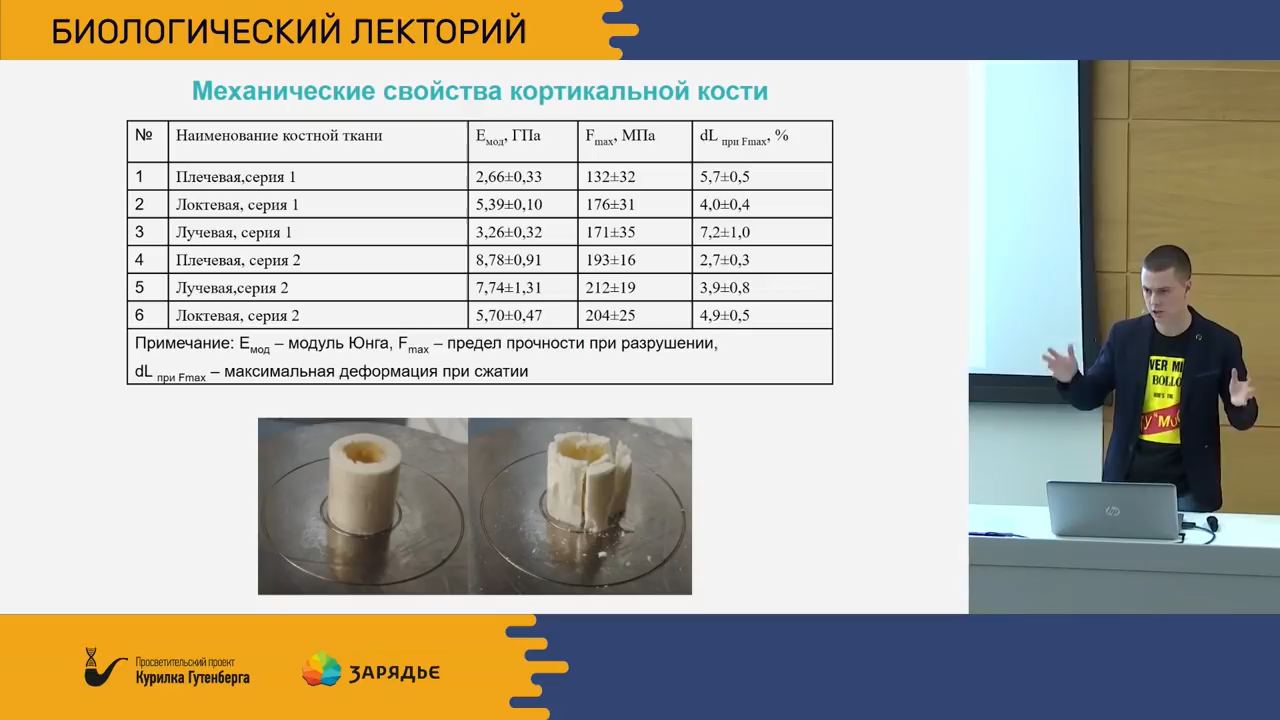 БИОЛОГИЧЕСКИЙ ЛЕКТОРИЙ
Механические свойства кортикальной кости
№ Наименование костной ткани Eмод, ГПа Fmax, МПа dL при Fmax, %
1 Плечевая,серия 1 2,66±0,33 132±32 5,7±0,5
2 Локтевая, серия 1 5,39±0,10 176±31 4,0±0,4
3 Лучевая, серия 1 3,26±0,32 171±35 7,2±1,0
4 Плечевая, серия 2 8,78±0,91 193±16 2,7±0,3
5 Лучевая,серия 2 7,74±1,31 212±19 3,9±0,8
6 Локтевая, серия 2 5,70±0,47 204±25 4,9±0,5
Примечание: Eмод – модуль Юнга, Fmax – предел прочности при разрушении,
dL при Fmax – максимальная деформация при сжатии
VER MI
BOLLO
hp
Просветительский проект
Курилка Гутенберга
ЗАРЯДЬЕ